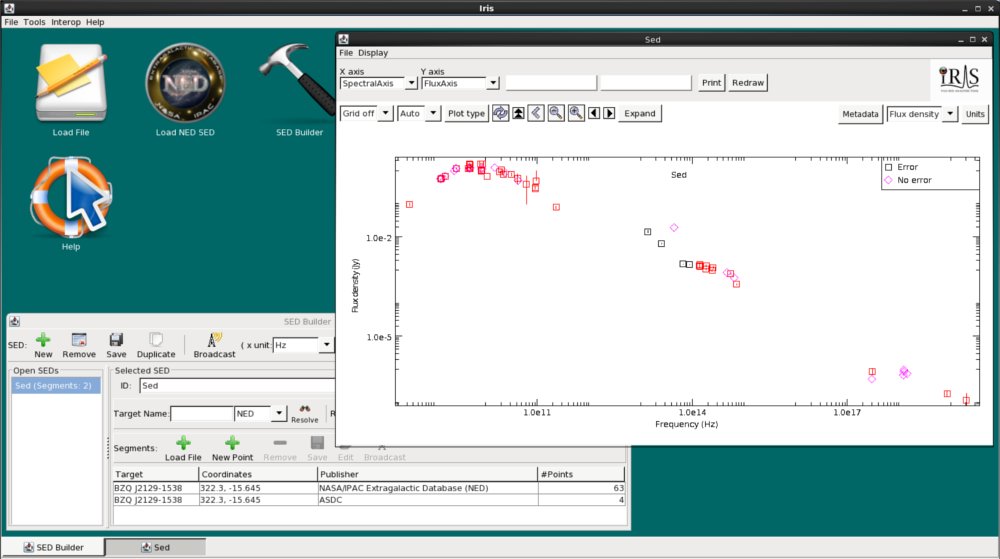 Iris
File Tools Interop Help
Load File
NED
NASA IPAC
Load NED SED
SED Builder
Help
Sed
File Display
X axis
Y axis
SpectralAxis
FluxAxis
Print
Redraw
IRIS
Grid off
Auto
Plot type
Expand
Metadata
Flux density
Units
Sed
Error
No error
1.0e-2
1.0e-5
Flux density (Jy)
1.0e11
1.0e14
1.0e17
Frequency (Hz)
SED Builder
SED:
New
Remove
Save
Duplicate
Broadcast
( x unit:
Hz
Open SEDs
Sed (Segments: 2)
Selected SED
ID:
Sed
Target Name:
NED
Resolve
Segments:
Load File
New Point
Remove
Save
Edit
Broadcast
Target Coordinates Publisher #Points
BZQ J2129-1538 322.3, -15.645 NASA/IPAC Extragalactic Database (NED) 63
BZQ J2129-1538 322.3, -15.645 ASDC 4
SED Builder
Sed